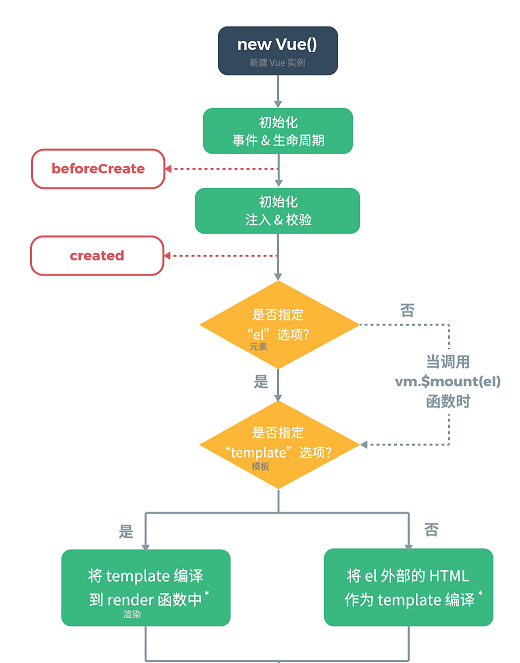 new Vue()
新建 Vue 实例
初始化
事件 & 生命周期
beforeCreate
初始化
注入 & 校验
created
是否指定
“el” 选项？
元素
否
当调用
vm.$mount(el)
函数时
是
是否指定
“template” 选项？
模板
是
否
将 template 编译
到 render 函数中*
渲染
将 el 外部的 HTML
作为 template 编译*